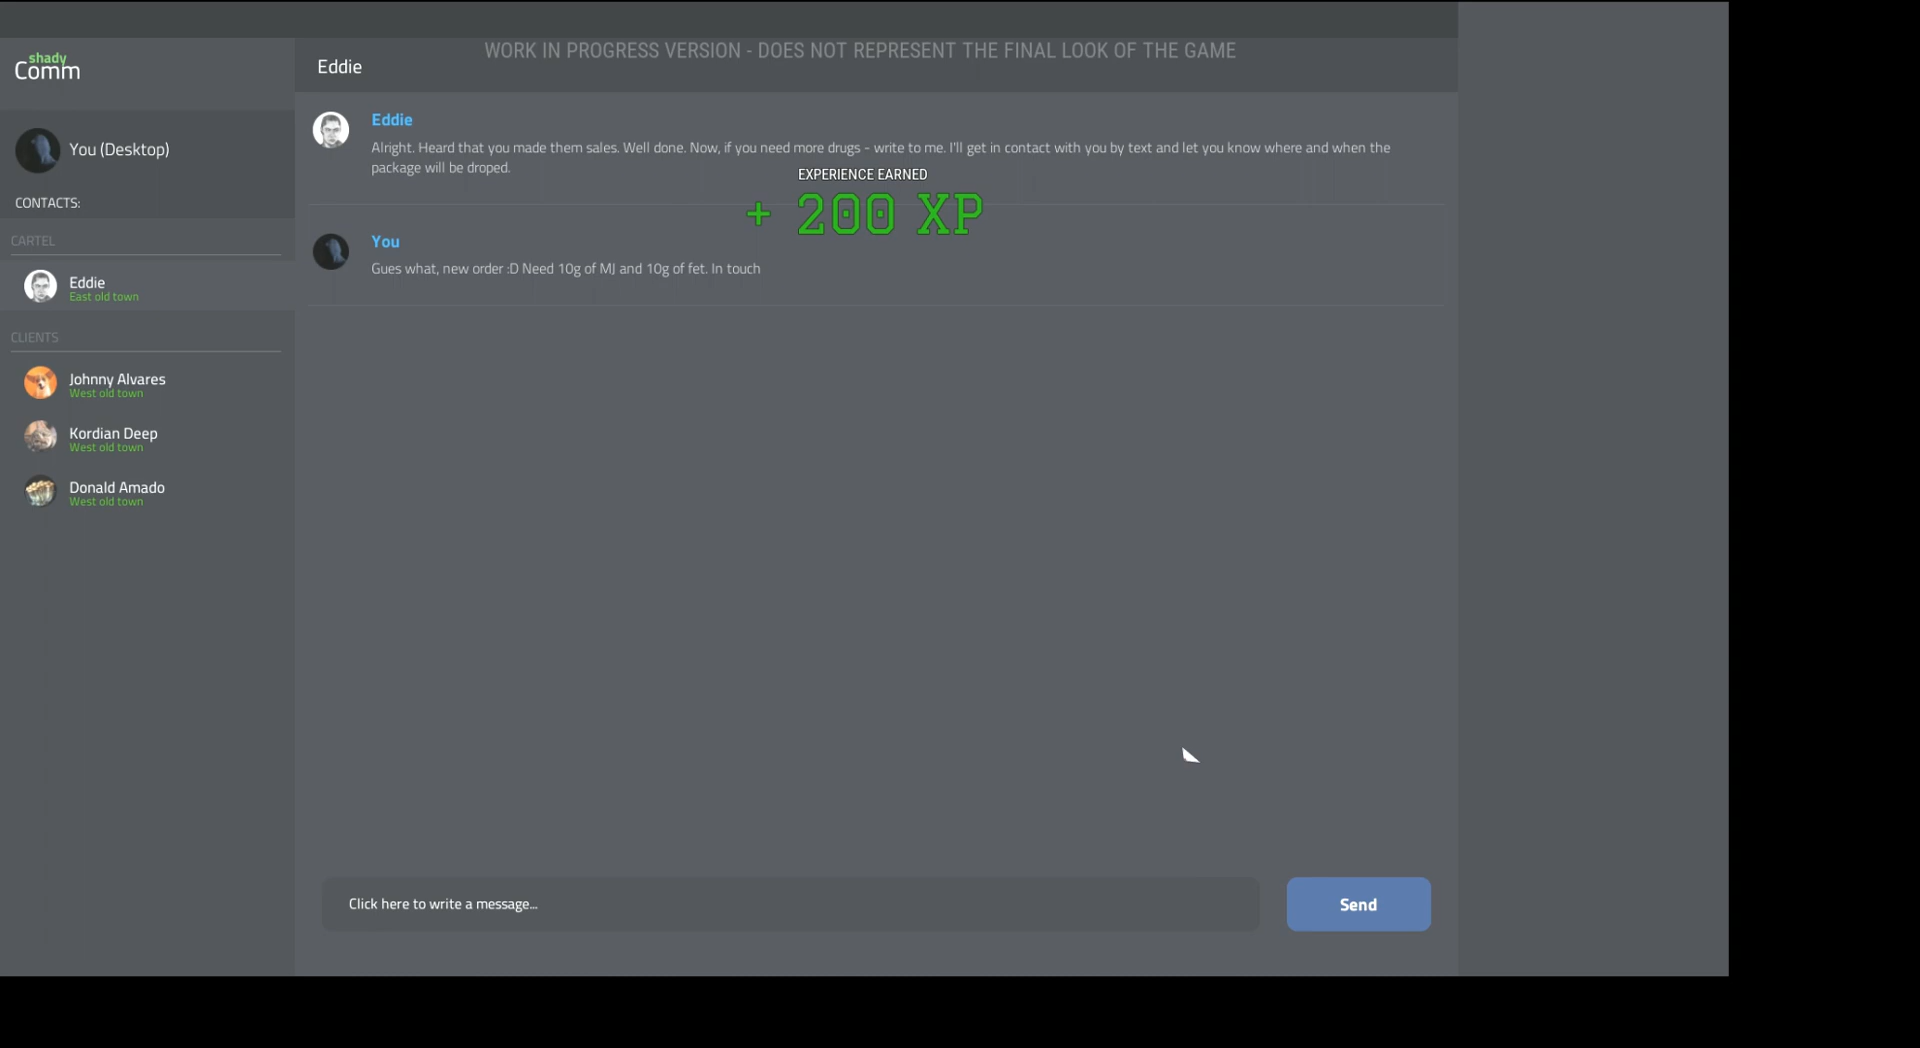 WORK IN PROGRESS VERSION - DOES NOT REPRESENT THE FINAL LOOK OF THE GAME
shady
Comm
Eddie
You (Desktop)
CONTACTS:
CARTEL
Eddie
East old town
CLIENTS
Johnny Alvares
West old town
Kordian Deep
West old town
Donald Amado
West old town
Eddie
Alright. Heard that you made them sales. Well done. Now, if you need more drugs - write to me. I'll get in contact with you by text and let you know where and when the
package will be droped.
EXPERIENCE EARNED
+ 200 XP
You
Gues what, new order :D Need 10g of MJ and 10g of fet. In touch
Click here to write a message...
Send